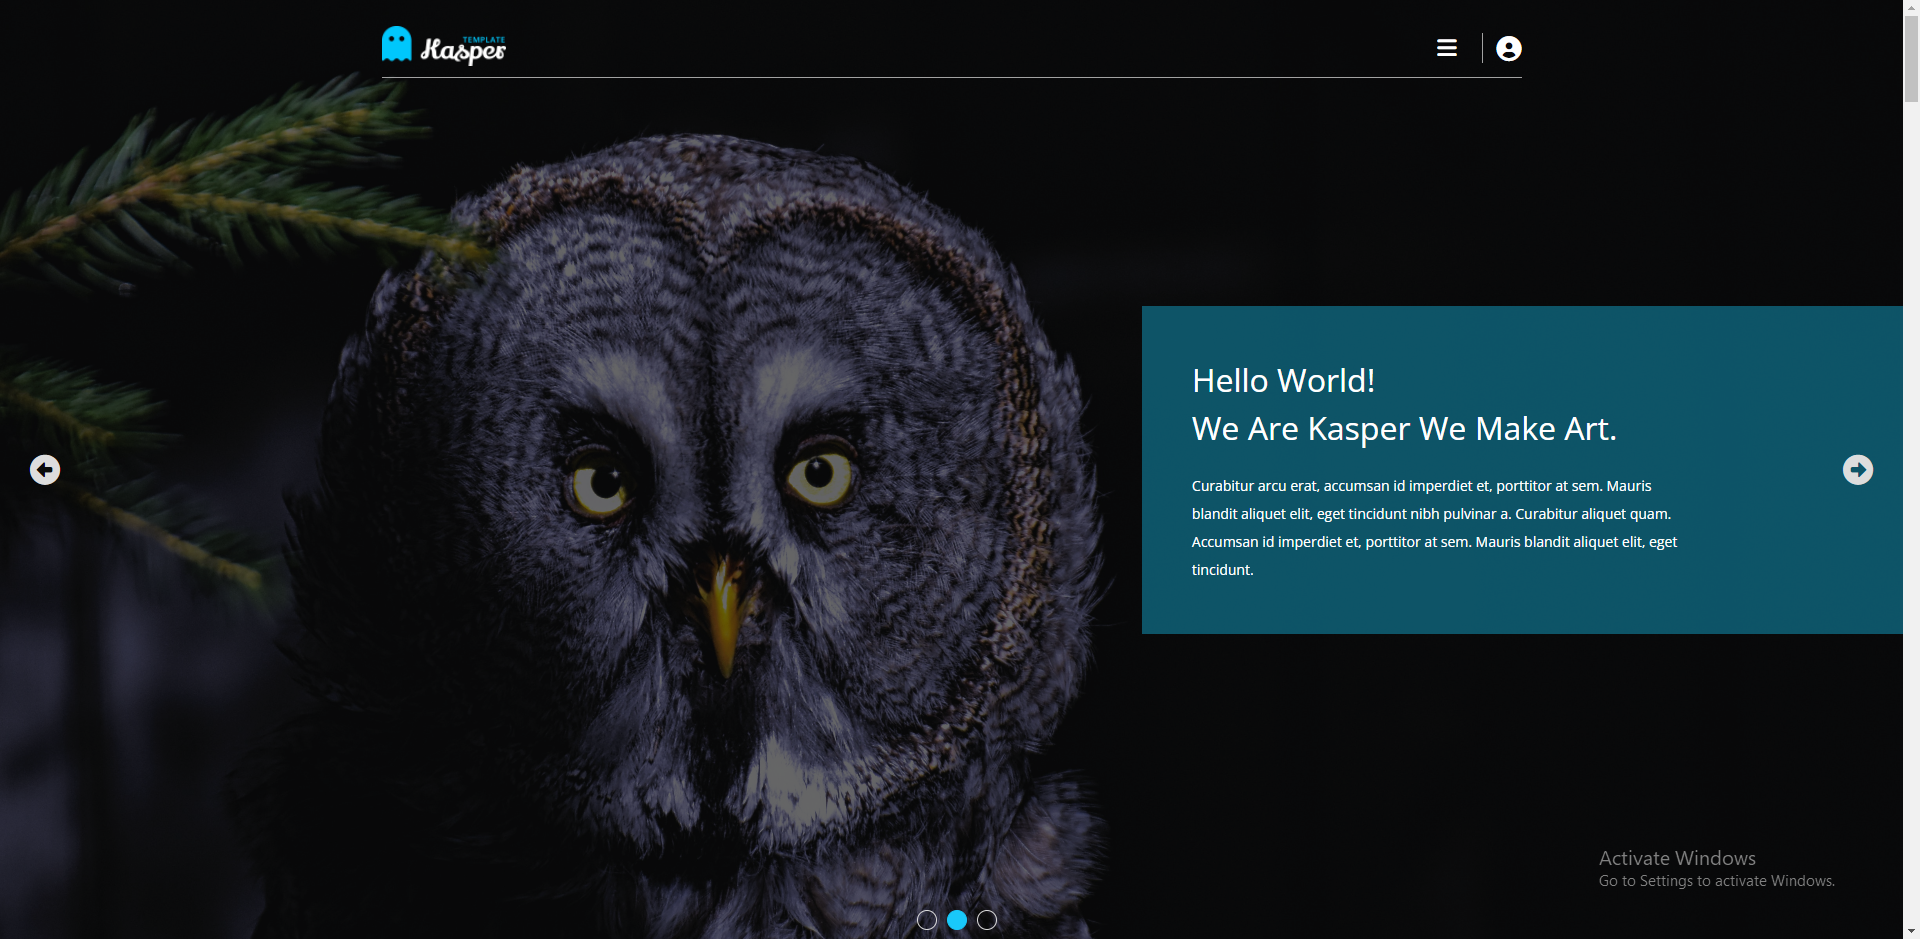 TEMPLATE
Kasper
Hello World!
We Are Kasper We Make Art.
Curabitur arcu erat, accumsan id imperdiet et, porttitor at sem. Mauris
blandit aliquet elit, eget tincidunt nibh pulvinar a. Curabitur aliquet quam.
Accumsan id imperdiet et, porttitor at sem. Mauris blandit aliquet elit, eget
tincidunt.
Activate Windows
Go to Settings to activate Windows.